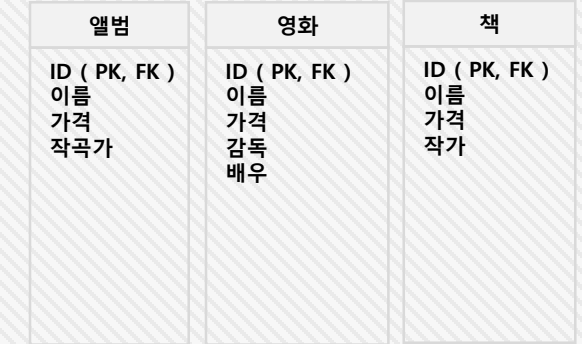 앨범
ID ( PK, FK )
이름
가격
작곡가
영화
ID ( PK, FK )
이름
가격
감독
배우
책
ID ( PK, FK )
이름
가격
작가